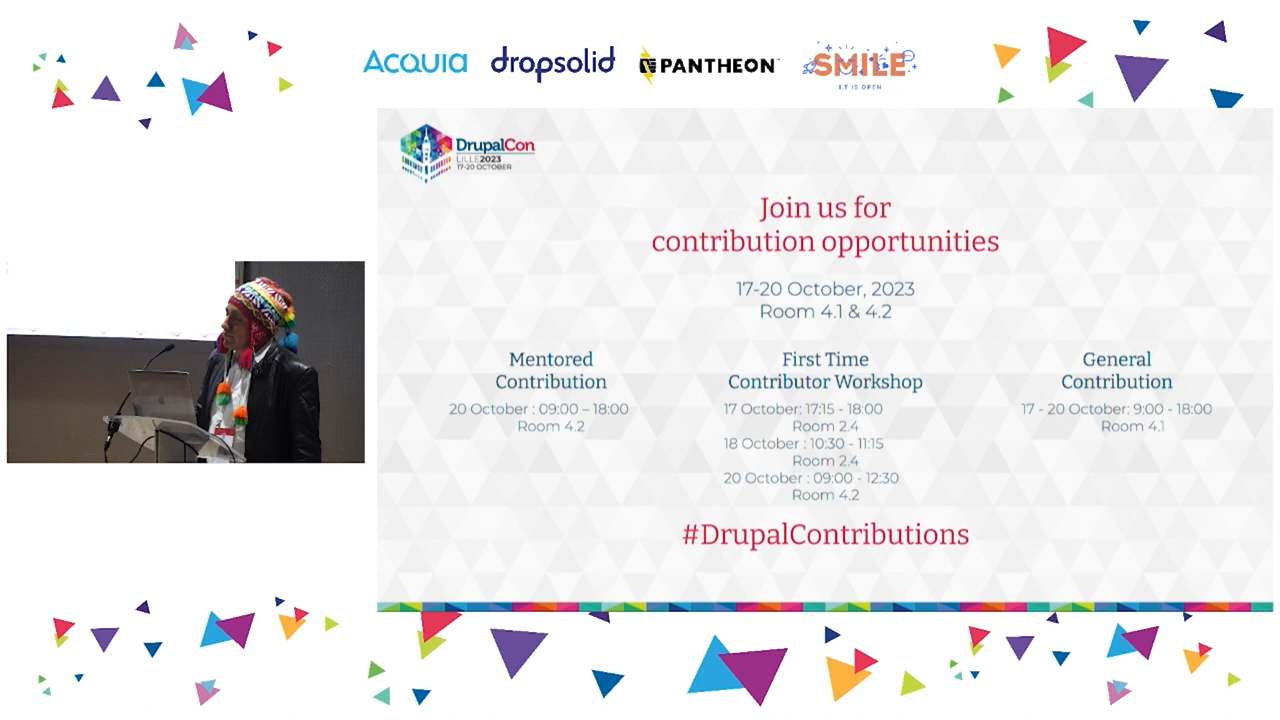 ACQUIA
dropsolid
PANTHEON
SMILE
I.T IS OPEN
DrupalCon
LILLE2023
17-20 OCTOBER
Join us for
contribution opportunities
17-20 October, 2023
Room 4.1 & 4.2
Mentored
Contribution
20 October : 09:00 – 18:00
Room 4.2
First Time
Contributor Workshop
17 October: 17:15 - 18:00
Room 2.4
18 October : 10:30 - 11:15
Room 2.4
20 October : 09:00 - 12:30
Room 4.2
General
Contribution
17 - 20 October: 9:00 - 18:00
Room 4.1
#DrupalContributions